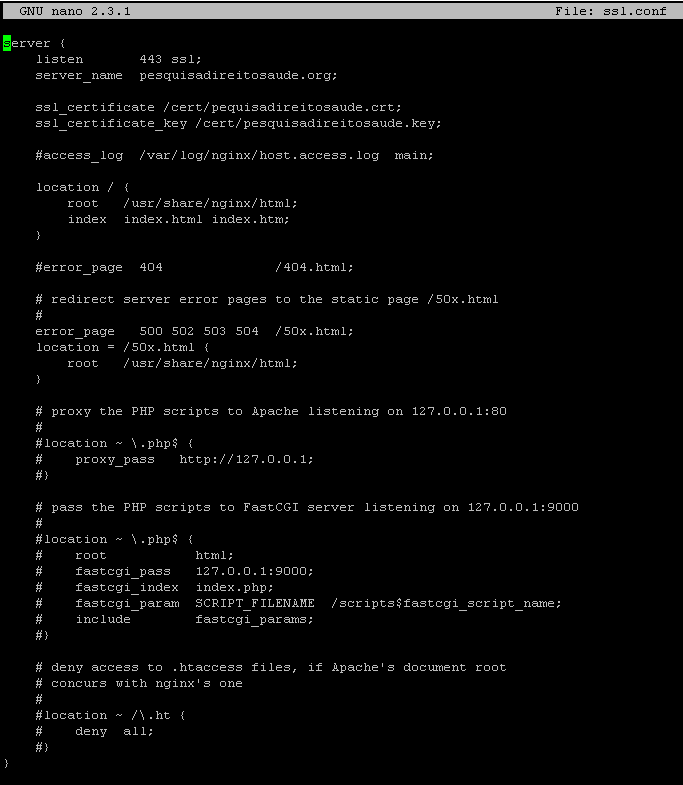 GNU nano 2.3.1 File: ssl.conf
server {
listen 443 ssl;
server_name pesquisadireitosaude.org;
ssl_certificate /cert/pequisadireitosaude.crt;
ssl_certificate_key /cert/pesquisadireitosaude.key;
#access_log /var/log/nginx/host.access.log main;
location / {
root /usr/share/nginx/html;
index index.html index.htm;
}
#error_page 404 /404.html;
# redirect server error pages to the static page /50x.html
#
error_page 500 502 503 504 /50x.html;
location = /50x.html {
root /usr/share/nginx/html;
}
# proxy the PHP scripts to Apache listening on 127.0.0.1:80
#
#location ~ \.php$ {
# proxy_pass http://127.0.0.1;
#}
# pass the PHP scripts to FastCGI server listening on 127.0.0.1:9000
#
#location ~ \.php$ {
# root html;
# fastcgi_pass 127.0.0.1:9000;
# fastcgi_index index.php;
# fastcgi_param SCRIPT_FILENAME /scripts$fastcgi_script_name;
# include fastcgi_params;
#}
# deny access to .htaccess files, if Apache's document root
# concurs with nginx's one
#
#location ~ /\.ht {
# deny all;
#}
}